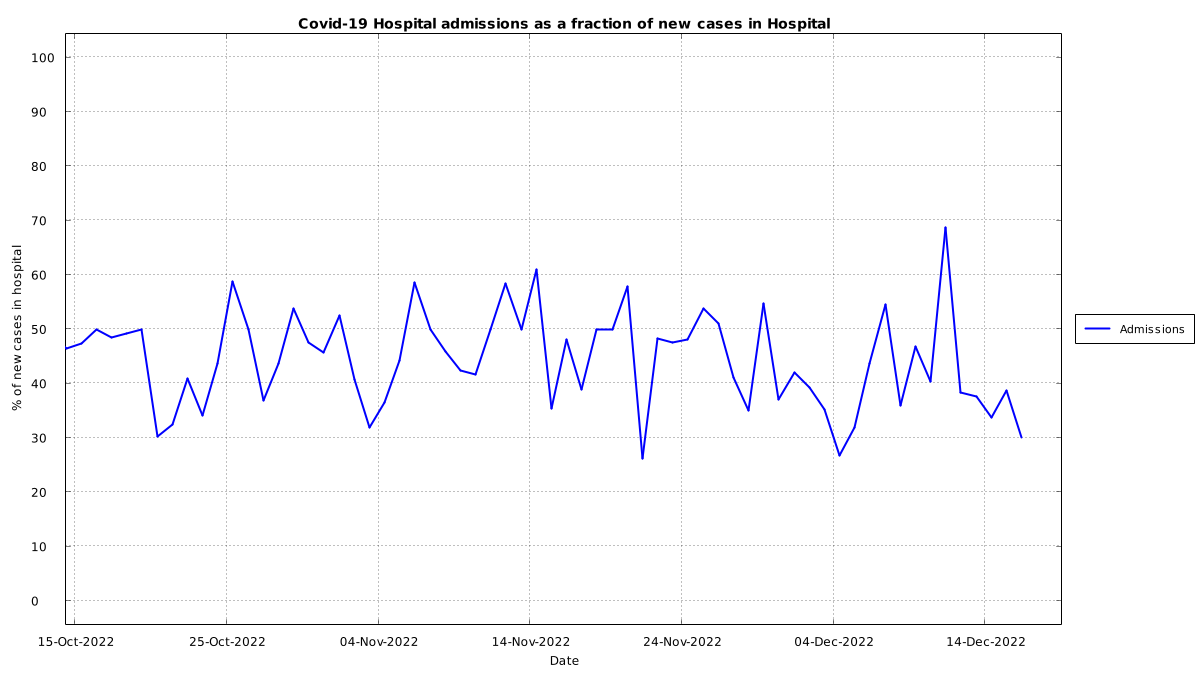 Covid-19 Hospital admissions as a fraction of new cases in Hospital
100
90
80
70
60
50
40
30
20
10
0
% of new cases in hospital
15-Oct-2022
25-Oct-2022
04-Nov-2022
14-Nov-2022
24-Nov-2022
04-Dec-2022
14-Dec-2022
Date
Admissions